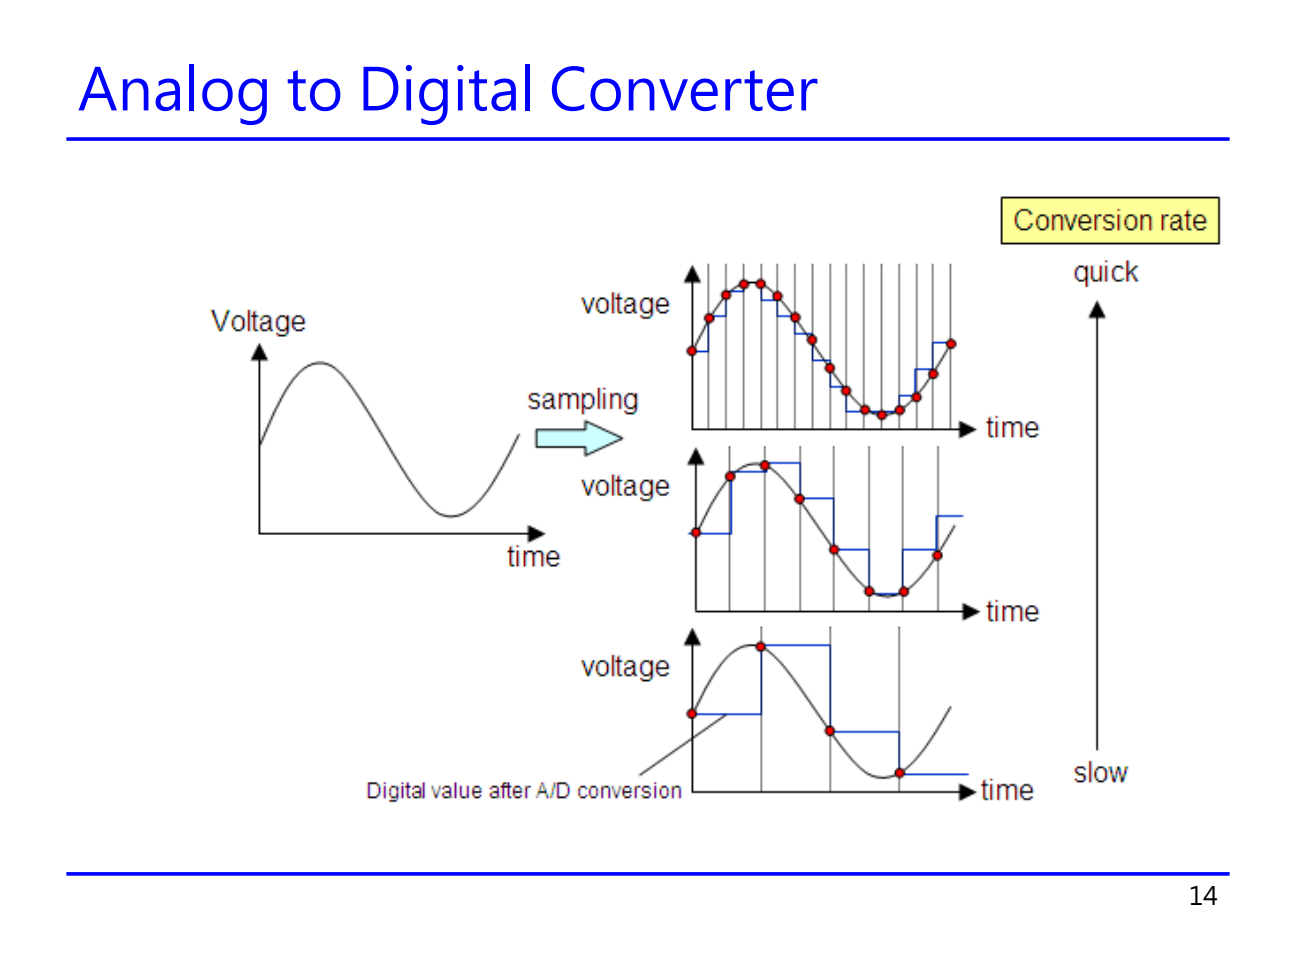 Analog to Digital Converter
Conversion rate
quick
voltage
Voltage
sampling
time
voltage
time
time
voltage
slow
Digital value after A/D conversion
time
14